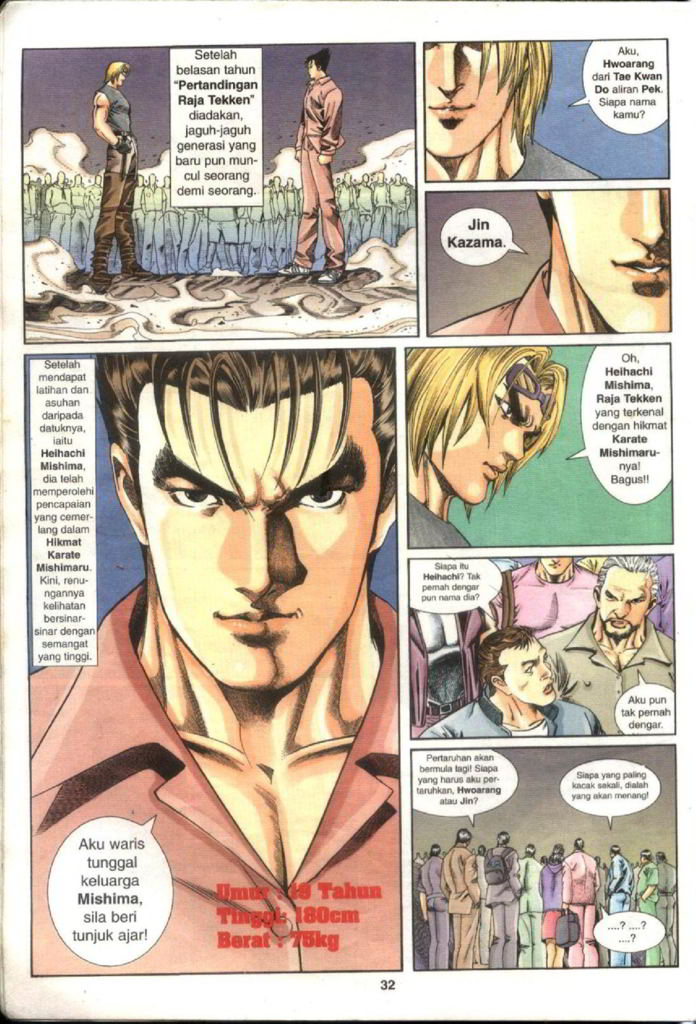 Setelah
belasan tahun
"Pertandingan
Raja Tekken"
diadakan,
jaguh-jaguh
generasi yang
baru pun mun-
cul seorang
demi seorang.
Aku,
Hwoarang
dari Tae Kwan
Do aliran Pek.
Siapa nama
kamu?
Jin
Kazama.
Setelah
mendapat
latihan dan
asuhan
daripada
datuknya,
iaitu
Heihachi
Mishima,
dia telah
memperolehi
pencapaian
yang cemer-
lang dalam
Hikmat
Karate
Mishimaru.
Kini, renu-
ngannya
kelihatan
bersinar-
sinar dengan
semangat
yang tinggi.
Aku waris
tunggal
keluarga
Mishima,
sila beri
tunjuk ajar!
Umur : 19 Tahun
Tinggi : 180cm
Berat : 75kg
Oh,
Heihachi
Mishima,
Raja Tekken
yang terkenal
dengan hikmat
Karate
Mishimaru-
nya!
Bagus!!
Siapa itu
Heihachi? Tak
pernah dengar
pun nama dia?
Aku pun
tak pernah
dengar.
Pertaruhan akan
bermula lagi! Siapa
yang harus aku per-
taruhkan, Hwoarang
atau Jin?
Siapa yang paling
kacak sekali, dialah
yang akan menang!
....? ....?
....?
32